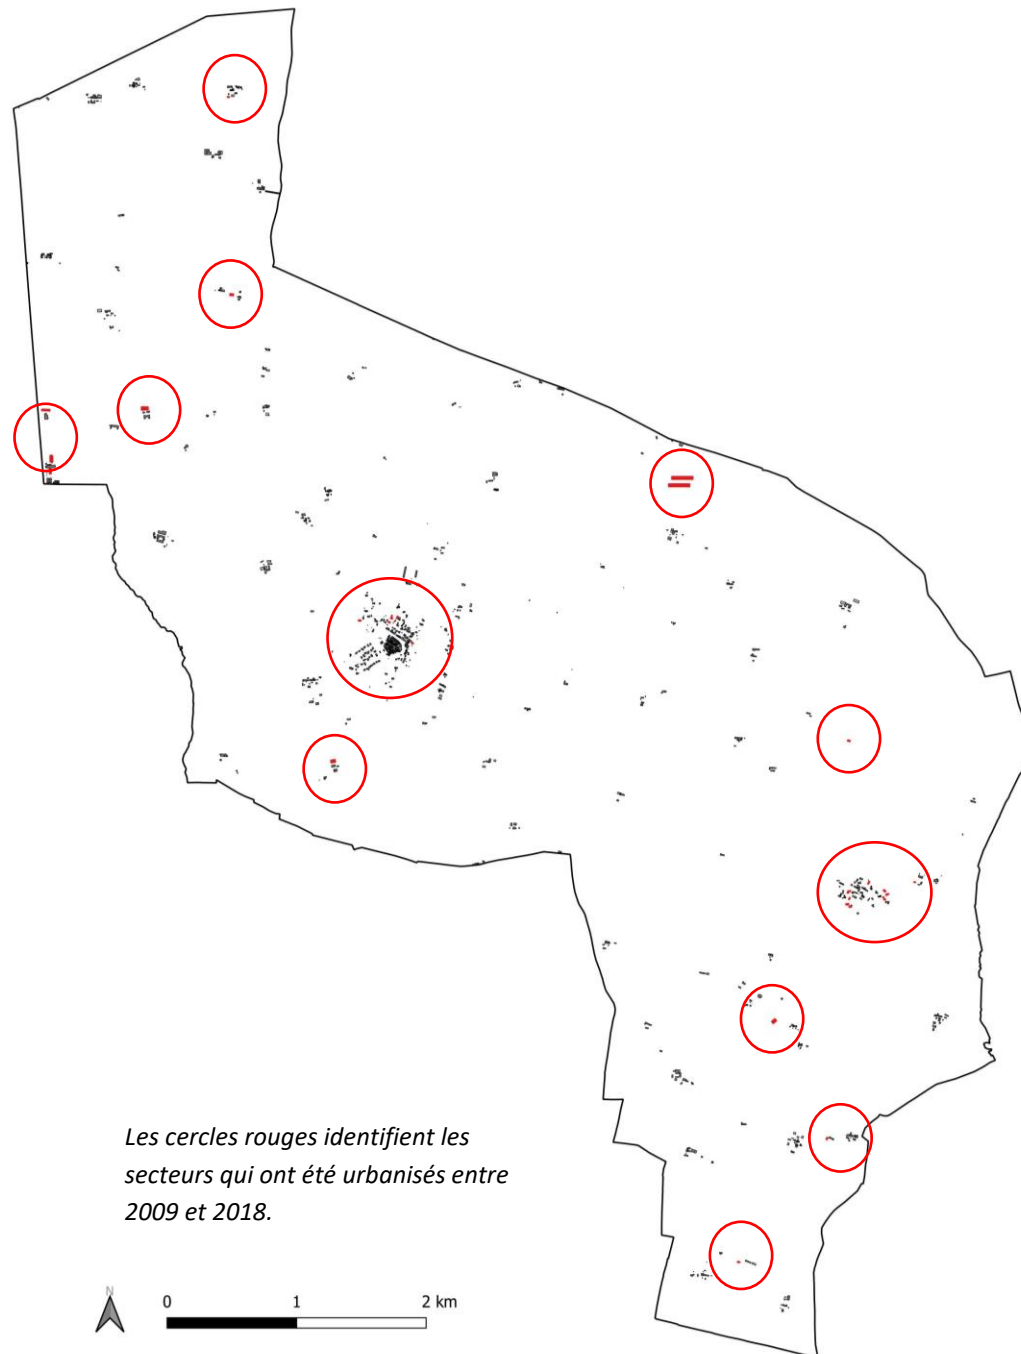 Les cercles rouges identifient les
secteurs qui ont été urbanisés entre
2009 et 2018.
N
0 1 2 km